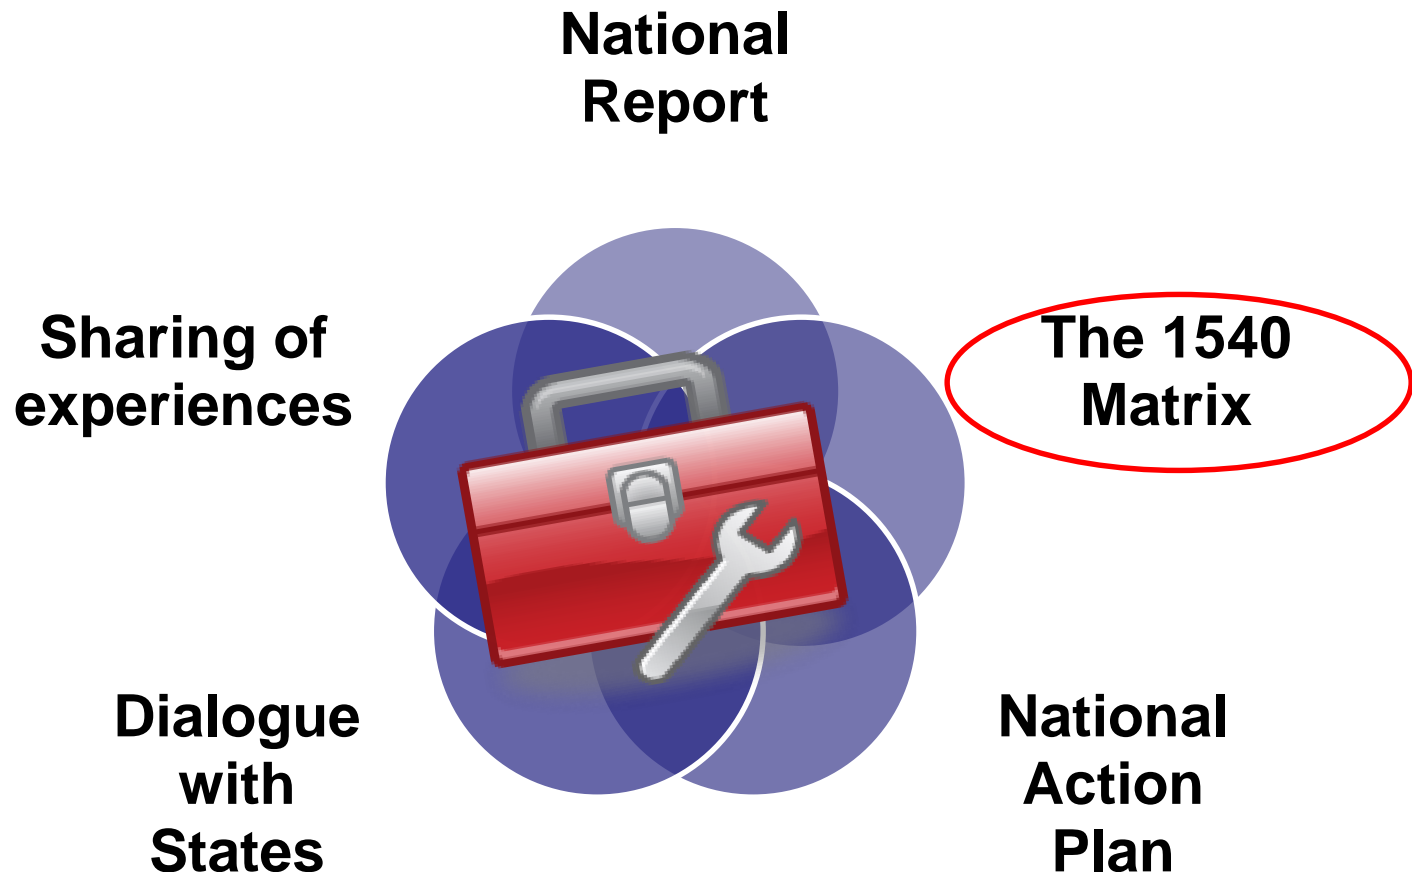 National
Report
Sharing of
experiences
The 1540
Matrix
Dialogue
with
States
National
Action
Plan